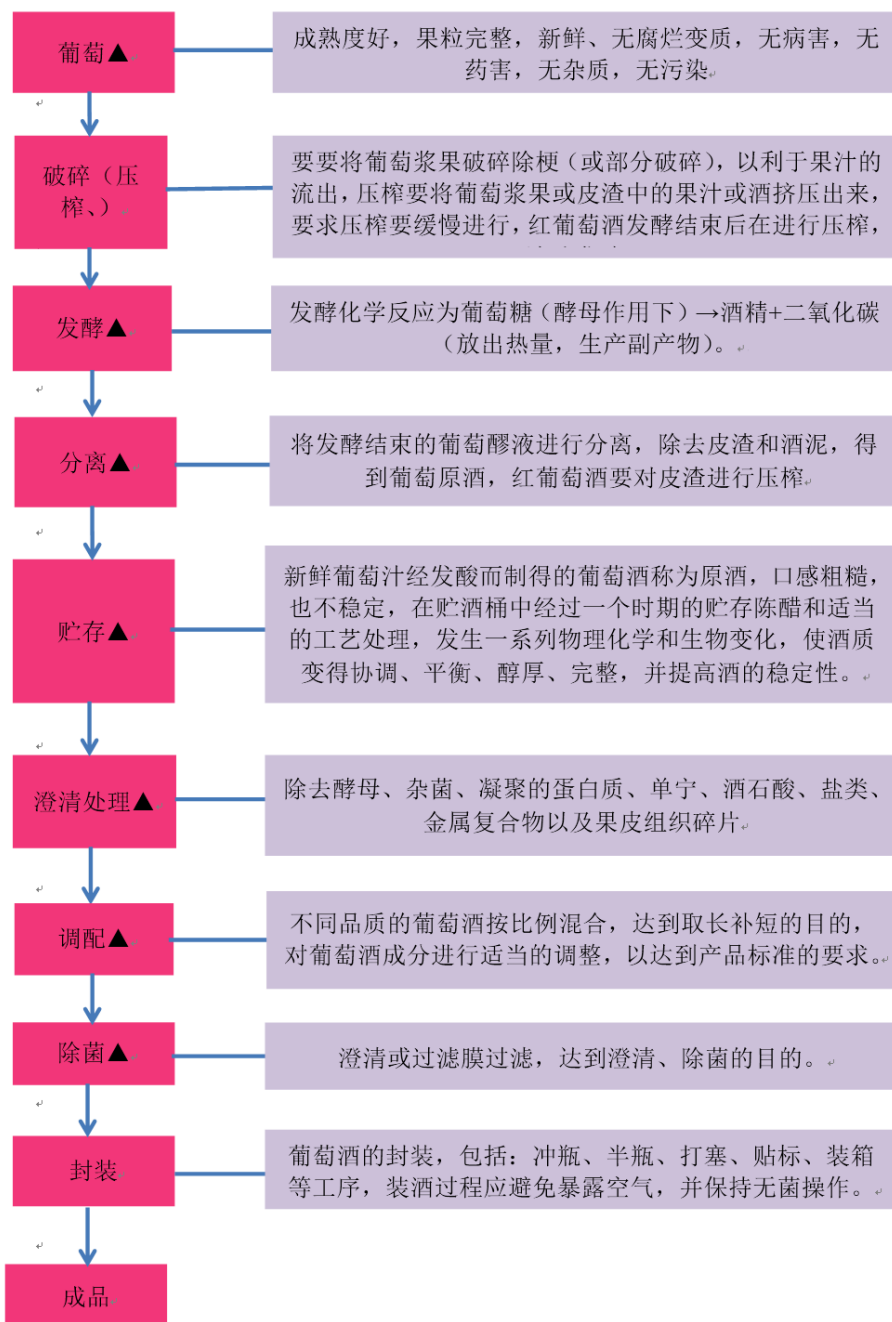 葡萄▲
成熟度好，果粒完整，新鲜、无腐烂变质，无病害，无
药害，无杂质，无污染
破碎（压
榨、）
要要将葡萄浆果破碎除梗（或部分破碎），以利于果汁的
流出，压榨要将葡萄浆果或皮渣中的果汁或酒挤压出来，
要求压榨要缓慢进行，红葡萄酒发酵结束后在进行压榨，
发酵▲
发酵化学反应为葡萄糖（酵母作用下）→酒精+二氧化碳
（放出热量，生产副产物）。
分离▲
将发酵结束的葡萄醪液进行分离，除去皮渣和酒泥，得
到葡萄原酒，红葡萄酒要对皮渣进行压榨
贮存▲
新鲜葡萄汁经发酸而制得的葡萄酒称为原酒，口感粗糙，
也不稳定，在贮酒桶中经过一个时期的贮存陈醋和适当
的工艺处理，发生一系列物理化学和生物变化，使酒质
变得协调、平衡、醇厚、完整，并提高酒的稳定性。
澄清处理▲
除去酵母、杂菌、凝聚的蛋白质、单宁、酒石酸、盐类、
金属复合物以及果皮组织碎片
调配▲
不同品质的葡萄酒按比例混合，达到取长补短的目的，
对葡萄酒成分进行适当的调整，以达到产品标准的要求。
除菌▲
澄清或过滤膜过滤，达到澄清、除菌的目的。
封装
葡萄酒的封装，包括：冲瓶、半瓶、打塞、贴标、装箱
等工序，装酒过程应避免暴露空气，并保持无菌操作。
成品